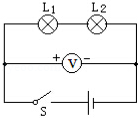 L₁ L₂
+ V −
S